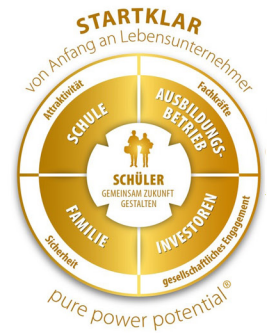 STARTKLAR
von Anfang an Lebensunternehmer
Attraktivität
Fachkräfte
SCHULE
AUSBILDUNGS-
BETRIEB
SCHÜLER
GEMEINSAM ZUKUNFT
GESTALTEN
FAMILIE
INVESTOREN
Sicherheit
gesellschaftliches Engagement
pure power potential®